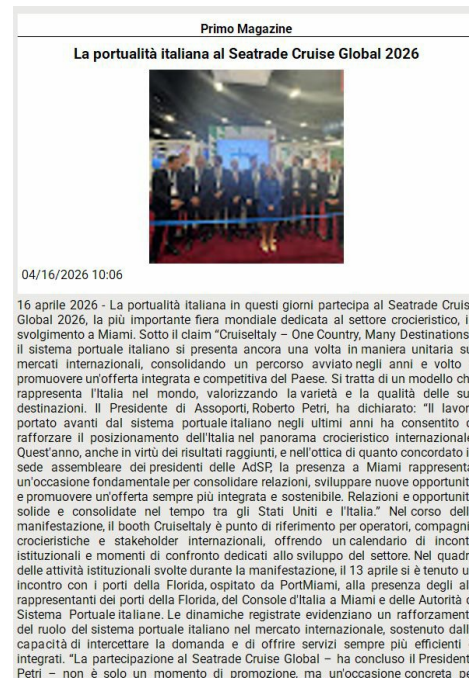 Primo Magazine
La portualità italiana al Seatrade Cruise Global 2026
04/16/2026 10:06
16 aprile 2026 - La portualità italiana in questi giorni partecipa al Seatrade Cruis
Global 2026, la più importante fiera mondiale dedicata al settore crocieristico, i
svolgimento a Miami. Sotto il claim “CruiseItaly – One Country, Many Destinations
il sistema portuale italiano si presenta ancora una volta in maniera unitaria su
mercati internazionali, consolidando un percorso avviato negli anni e volto
promuovere un'offerta integrata e competitiva del Paese. Si tratta di un modello ch
rappresenta l'Italia nel mondo, valorizzando la varietà e la qualità delle su
destinazioni. Il Presidente di Assoporti, Roberto Petri, ha dichiarato: “Il lavor
portato avanti dal sistema portuale italiano negli ultimi anni ha consentito d
rafforzare il posizionamento dell'Italia nel panorama crocieristico internazionale
Quest'anno, anche in virtù dei risultati raggiunti, e nell'ottica di quanto concordato i
sede assembleare dei presidenti delle AdSP, la presenza a Miami rappresenta
un'occasione fondamentale per consolidare relazioni, sviluppare nuove opportunit
e promuovere un'offerta sempre più integrata e sostenibile. Relazioni e opportunit
solide e consolidate nel tempo tra gli Stati Uniti e l'Italia.” Nel corso dell
manifestazione, il booth CruiseItaly è punto di riferimento per operatori, compagni
crocieristiche e stakeholder internazionali, offrendo un calendario di incont
istituzionali e momenti di confronto dedicati allo sviluppo del settore. Nel quadr
delle attività istituzionali svolte durante la manifestazione, il 13 aprile si è tenuto u
incontro con i porti della Florida, ospitato da PortMiami, alla presenza degli al
rappresentanti dei porti della Florida, del Console d'Italia a Miami e delle Autorità d
Sistema Portuale italiane. Le dinamiche registrate evidenziano un rafforzament
del ruolo del sistema portuale italiano nel mercato internazionale, sostenuto dall
capacità di intercettare la domanda e di offrire servizi sempre più efficienti
integrati. “La partecipazione al Seatrade Cruise Global – ha concluso il President
Petri – non è solo un momento di promozione, ma un'occasione concreta pe